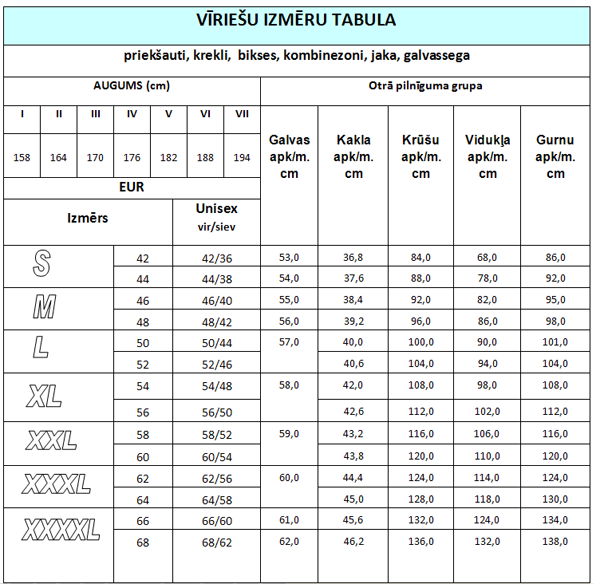 VĪRIEŠU IZMĒRU TABULA
priekšauti, krekli, bikses, kombinezoni, jaka, galvassega
AUGUMS (cm) Otrā pilnīguma grupa
I II III IV V VI VII
158 164 170 176 182 188 194
Galvas apk/m. cm
Kakla apk/m. cm
Krūšu apk/m. cm
Vidukļa apk/m. cm
Gurnu apk/m. cm
EUR
Izmērs Unisex vir/siev
S 42 42/36 53,0 36,8 84,0 68,0 86,0
44 44/38 54,0 37,6 88,0 78,0 92,0
M 46 46/40 55,0 38,4 92,0 82,0 95,0
48 48/42 56,0 39,2 96,0 86,0 98,0
L 50 50/44 57,0 40,0 100,0 90,0 101,0
52 52/46 40,6 104,0 94,0 104,0
XL 54 54/48 58,0 42,0 108,0 98,0 108,0
56 56/50 42,6 112,0 102,0 112,0
XXL 58 58/52 59,0 43,2 116,0 106,0 116,0
60 60/54 43,8 120,0 110,0 120,0
XXXL 62 62/56 60,0 44,4 124,0 114,0 124,0
64 64/58 45,0 128,0 118,0 130,0
XXXXL 66 66/60 61,0 45,6 132,0 124,0 134,0
68 68/62 62,0 46,2 136,0 132,0 138,0